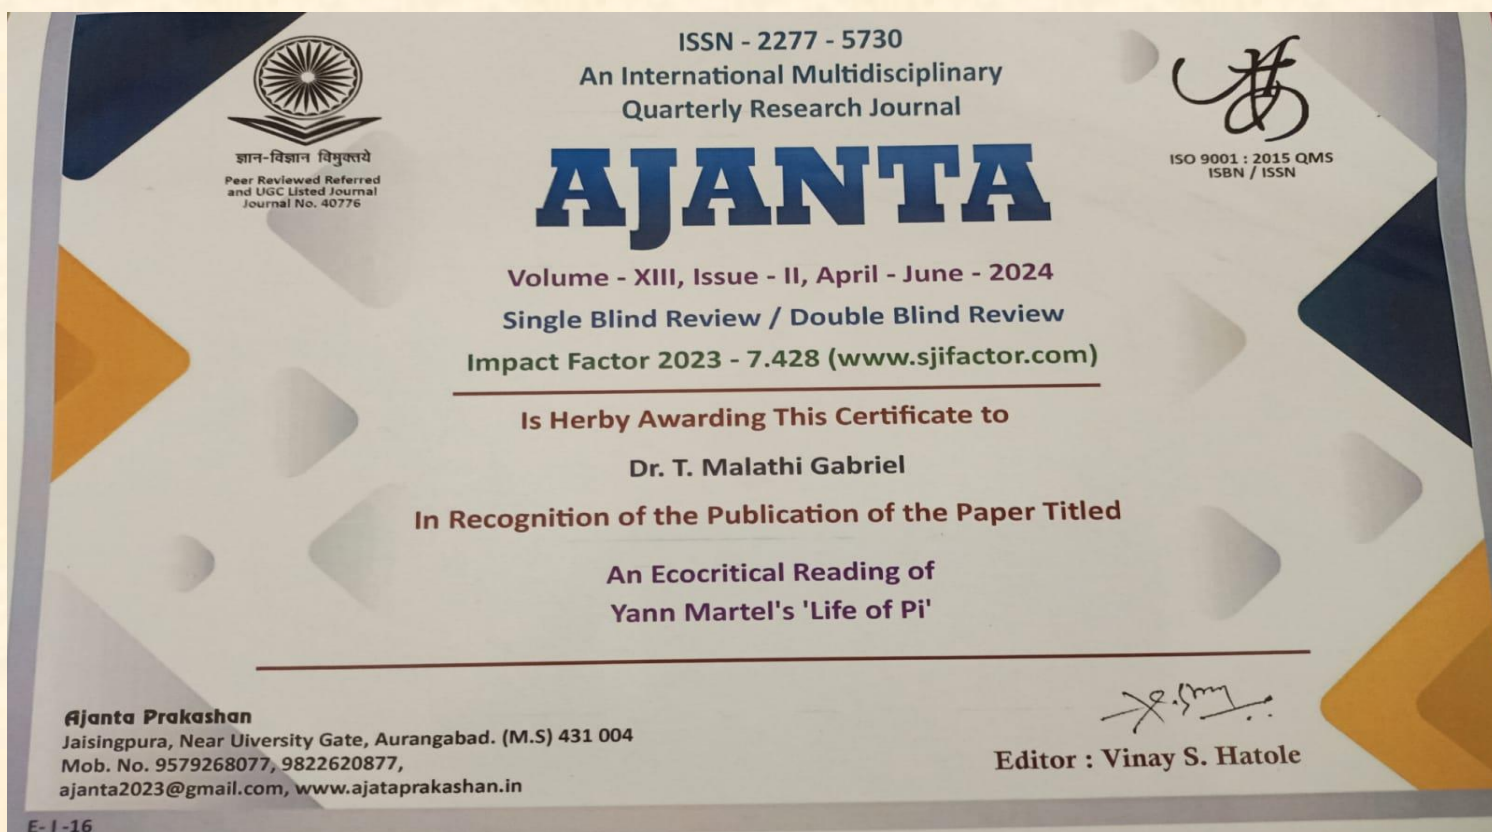 ISSN - 2277 - 5730
An International Multidisciplinary
Quarterly Research Journal
AJANTA
ज्ञान-विज्ञान विमुक्तये
Peer Reviewed Referred
and UGC Listed Journal
Journal No. 40776
ISO 9001 : 2015 QMS
ISBN / ISSN
Volume - XIII, Issue - II, April - June - 2024
Single Blind Review / Double Blind Review
Impact Factor 2023 - 7.428 (www.sjifactor.com)
Is Herby Awarding This Certificate to
Dr. T. Malathi Gabriel
In Recognition of the Publication of the Paper Titled
An Ecocritical Reading of
Yann Martel's 'Life of Pi'
Ajanta Prakashan
Jaisingpura, Near Uiversity Gate, Aurangabad. (M.S) 431 004
Mob. No. 9579268077, 9822620877,
ajanta2023@gmail.com, www.ajataprakashan.in
Editor : Vinay S. Hatole
E- I -16